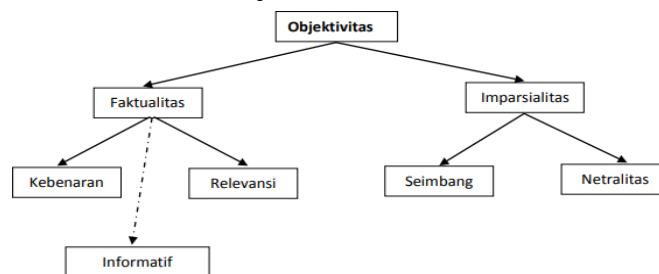 Objektivitas
Faktualitas
Imparsialitas
Kebenaran
Relevansi
Seimbang
Netralitas
Informatif